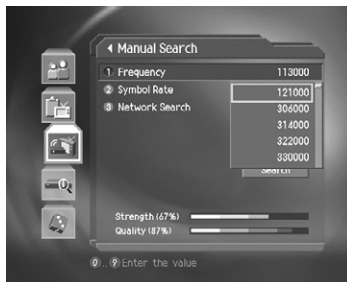 Manual Search
1 Frequency 113000
2 Symbol Rate 121000
3 Network Search 306000
314000
322000
330000
Search
Strength (67%)
Quality (87%)
0..9 Enter the value